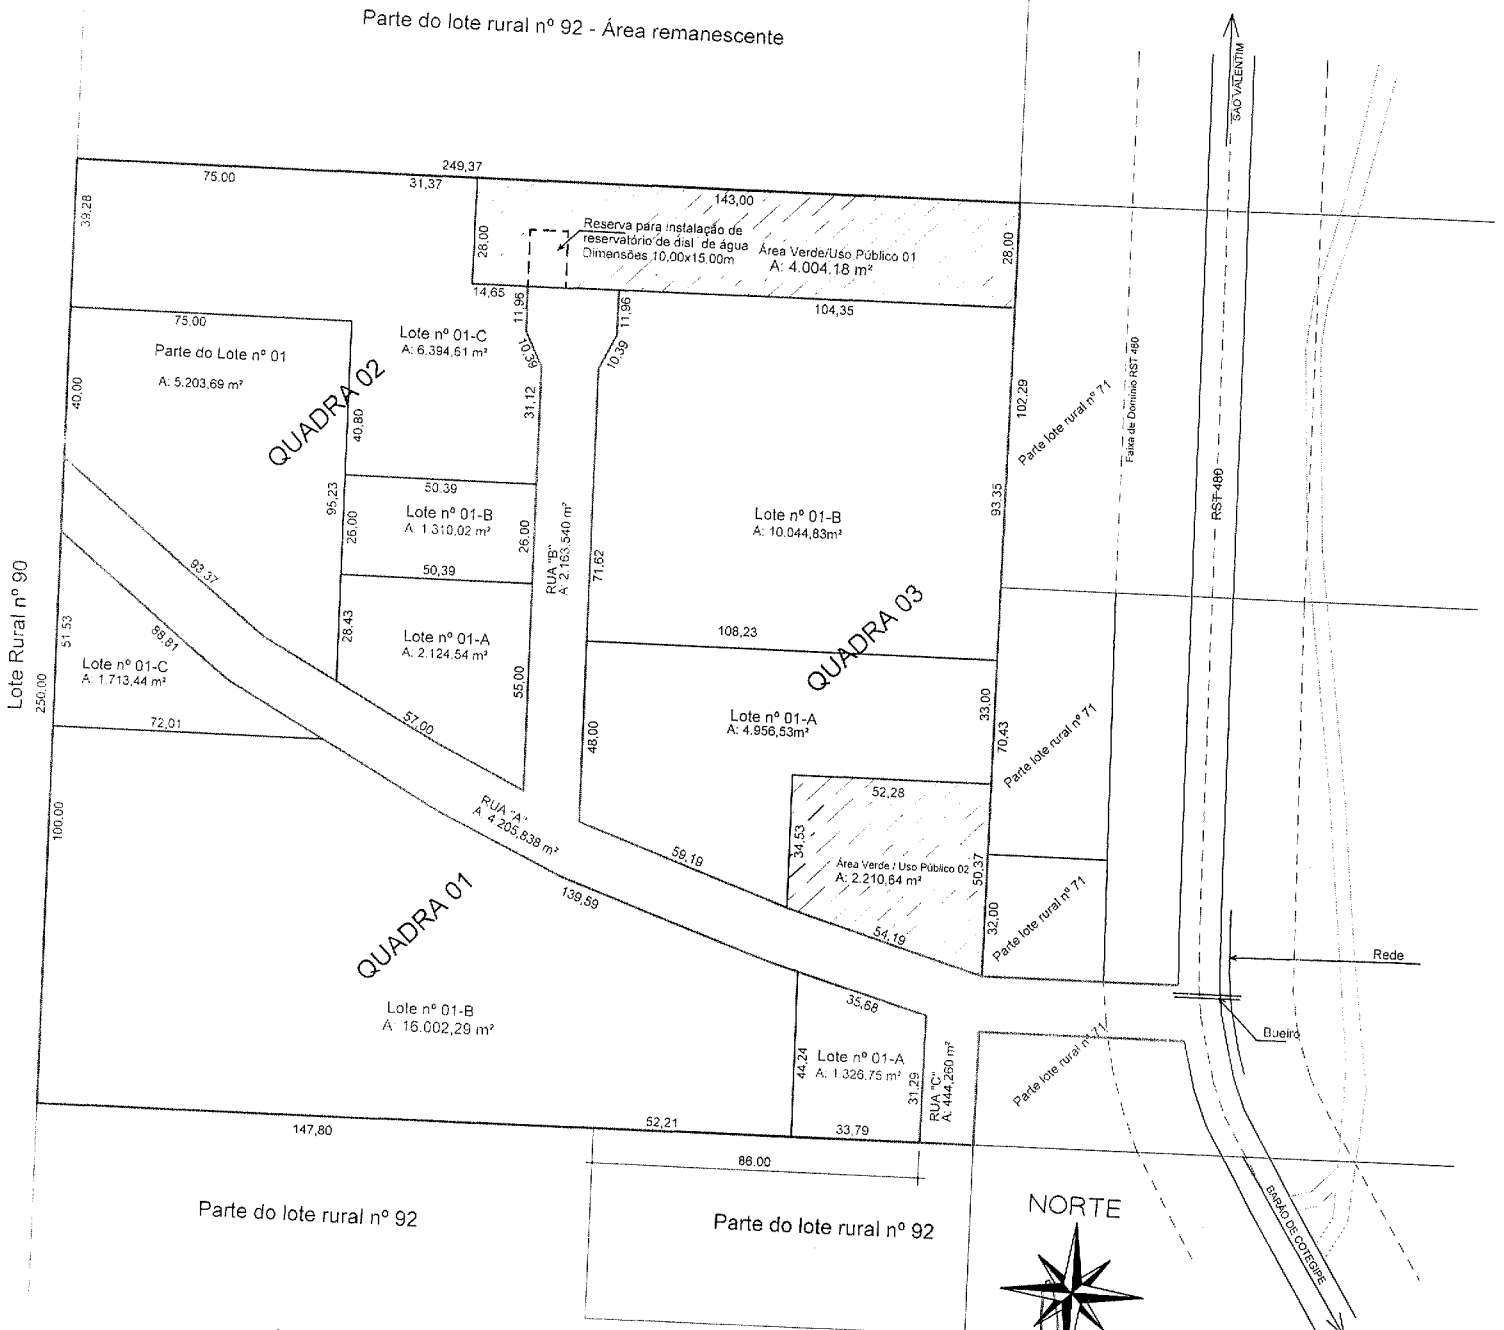 Parte do lote rural nº 92 - Área remanescente
SÃO VALENTIM
249,37
75.00
31,37
143,00
39.28
28,00
Reserva para instalação de
reservatório de dist. de água
Dimensões 10,00x15,00m
Área Verde/Uso Público 01
A: 4.004.18 m²
28,00
14,65
11,96
11,96
104,35
75,00
Parte do Lote nº 01
A: 5.203,69 m²
Lote nº 01-C
A: 6.394,61 m²
10.39
10.39
40,00
QUADRA 02
40,80
31,12
102,29
Parte lote rural nº 71
Faixa de Domínio RST 480
RST 480
95,23
50.39
Lote nº 01-B
A. 1.310,02 m²
26,00
26.00
50,39
RUA "B"
A: 2.163.540 m²
71,62
Lote nº 01-B
A: 10.044,83m²
93,35
93.37
Lote Rural nº 90
250,00
51.53
88,81
Lote nº 01-C
A: 1.713,44 m²
72,01
28,43
Lote nº 01-A
A: 2.124.54 m²
55,00
57,00
108,23
QUADRA 03
Lote nº 01-A
A: 4.956,53m²
33,00
70,43
Parte lote rural nº 71
48,00
100,00
RUA "A"
A. 4.205,838 m²
52,28
34,53
Área Verde / Uso Público 02
A: 2.210,64 m²
50,37
59,19
54,19
32,00
Parte lote rural nº 71
QUADRA 01
139,59
Rede
Bueiro
Lote nº 01-B
A: 16.002,29 m²
35,68
44,24
Lote nº 01-A
A: 1.326.75 m²
31,29
RUA "C"
A: 444,260 m²
Parte lote rural nº 71
147,80
52,21
33,79
86.00
Parte do lote rural nº 92
Parte do lote rural nº 92
NORTE
BARÃO DE COTEGIPE